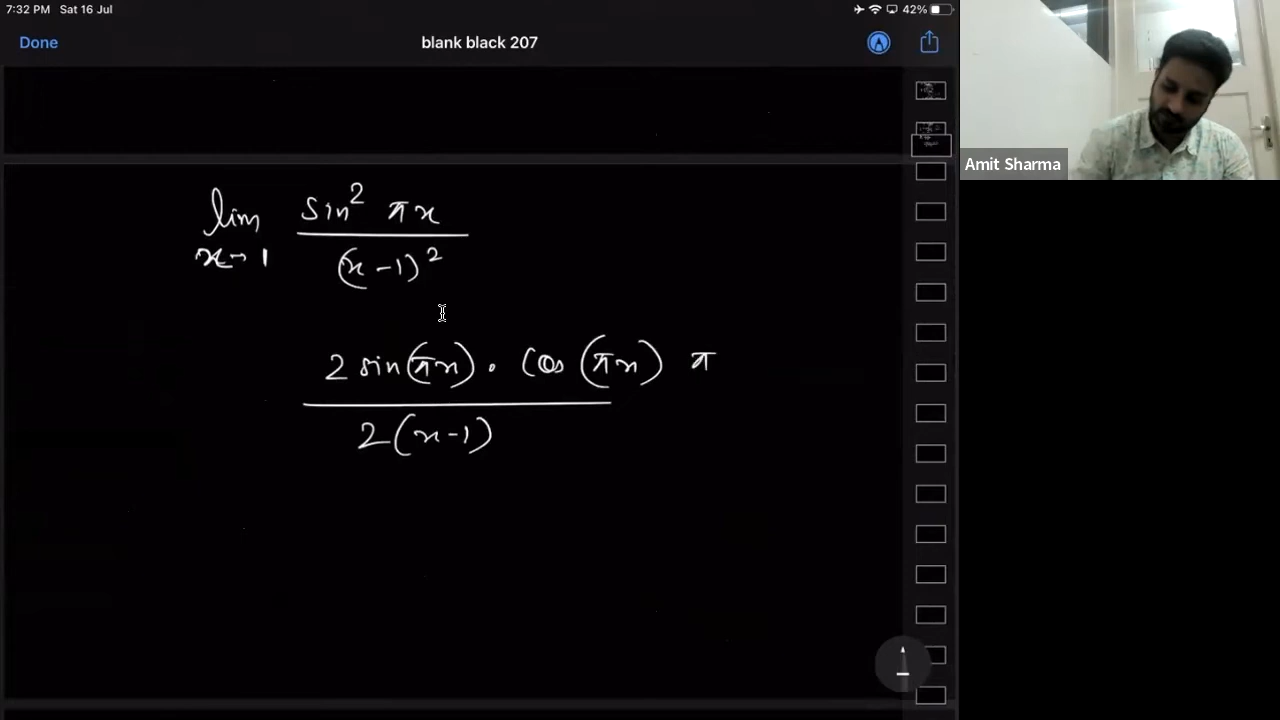 7:32 PM Sat 16 Jul 42%
Done blank black 207
Amit Sharma
lim sin² πx
x→1 (x-1)²
2 sin(πx) · cos(πx) π
2(x-1)